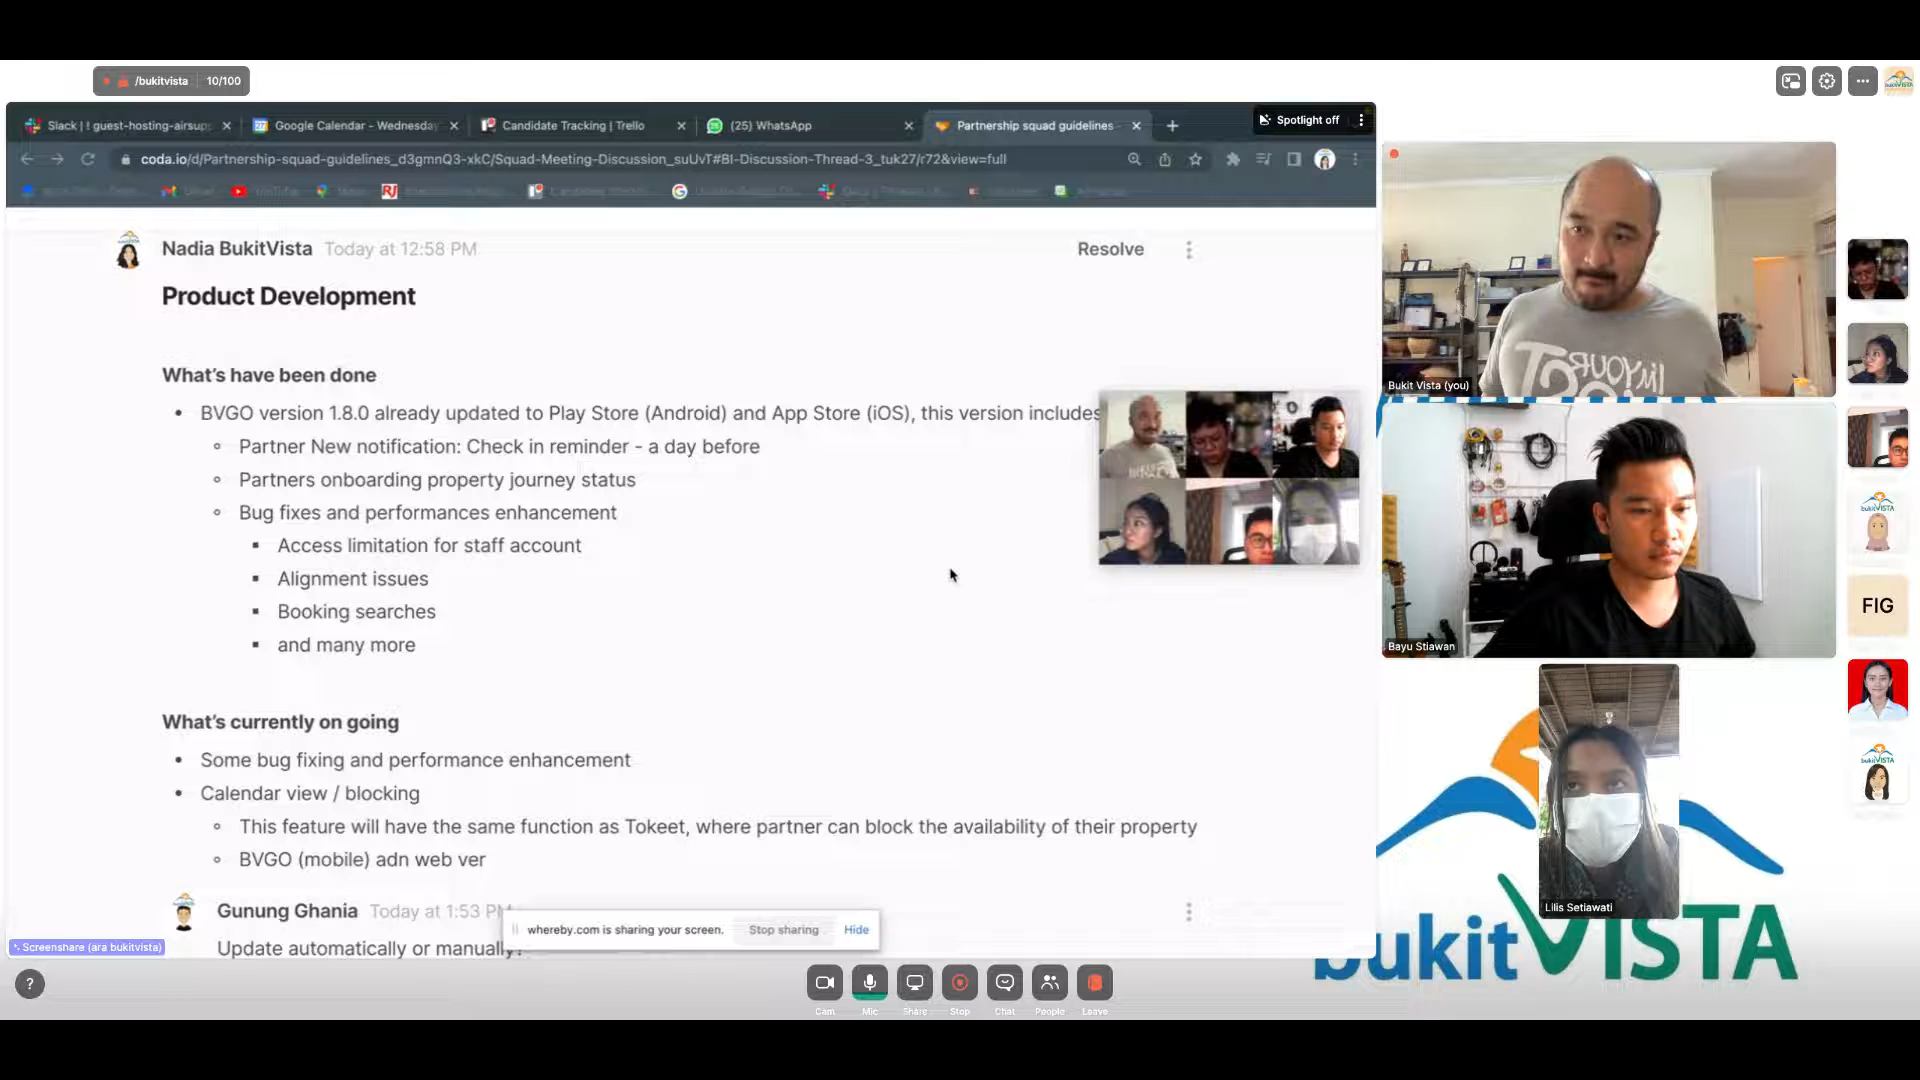 /bukitvista 10/100
Slack | ! guest-hosting-airsup
Google Calendar - Wednesday
Candidate Tracking | Trello
(25) WhatsApp
Partnership squad guidelines
Spotlight off
coda.io/d/Partnership-squad-guidelines_d3gmnQ3-xkC/Squad-Meeting-Discussion_suUvT#BI-Discussion-Thread-3_tuk27/r72&view=full
Nadia BukitVista Today at 12:58 PM
Resolve
Product Development
What's have been done
• BVGO version 1.8.0 already updated to Play Store (Android) and App Store (iOS), this version includes
◦ Partner New notification: Check in reminder - a day before
◦ Partners onboarding property journey status
◦ Bug fixes and performances enhancement
▪ Access limitation for staff account
▪ Alignment issues
▪ Booking searches
▪ and many more
What's currently on going
• Some bug fixing and performance enhancement
• Calendar view / blocking
◦ This feature will have the same function as Tokeet, where partner can block the availability of their property
◦ BVGO (mobile) adn web ver
Gunung Ghania Today at 1:53 PM
Update automatically or manually?
whereby.com is sharing your screen.
Stop sharing
Hide
Screenshare (ara bukitvista)
?
Cam
Mic
Share
Stop
Chat
People
Leave
Bukit Vista (you)
Bayu Stiawan
Lilis Setiawati
bukitVISTA
bukitVISTA
FIG
bukitVISTA